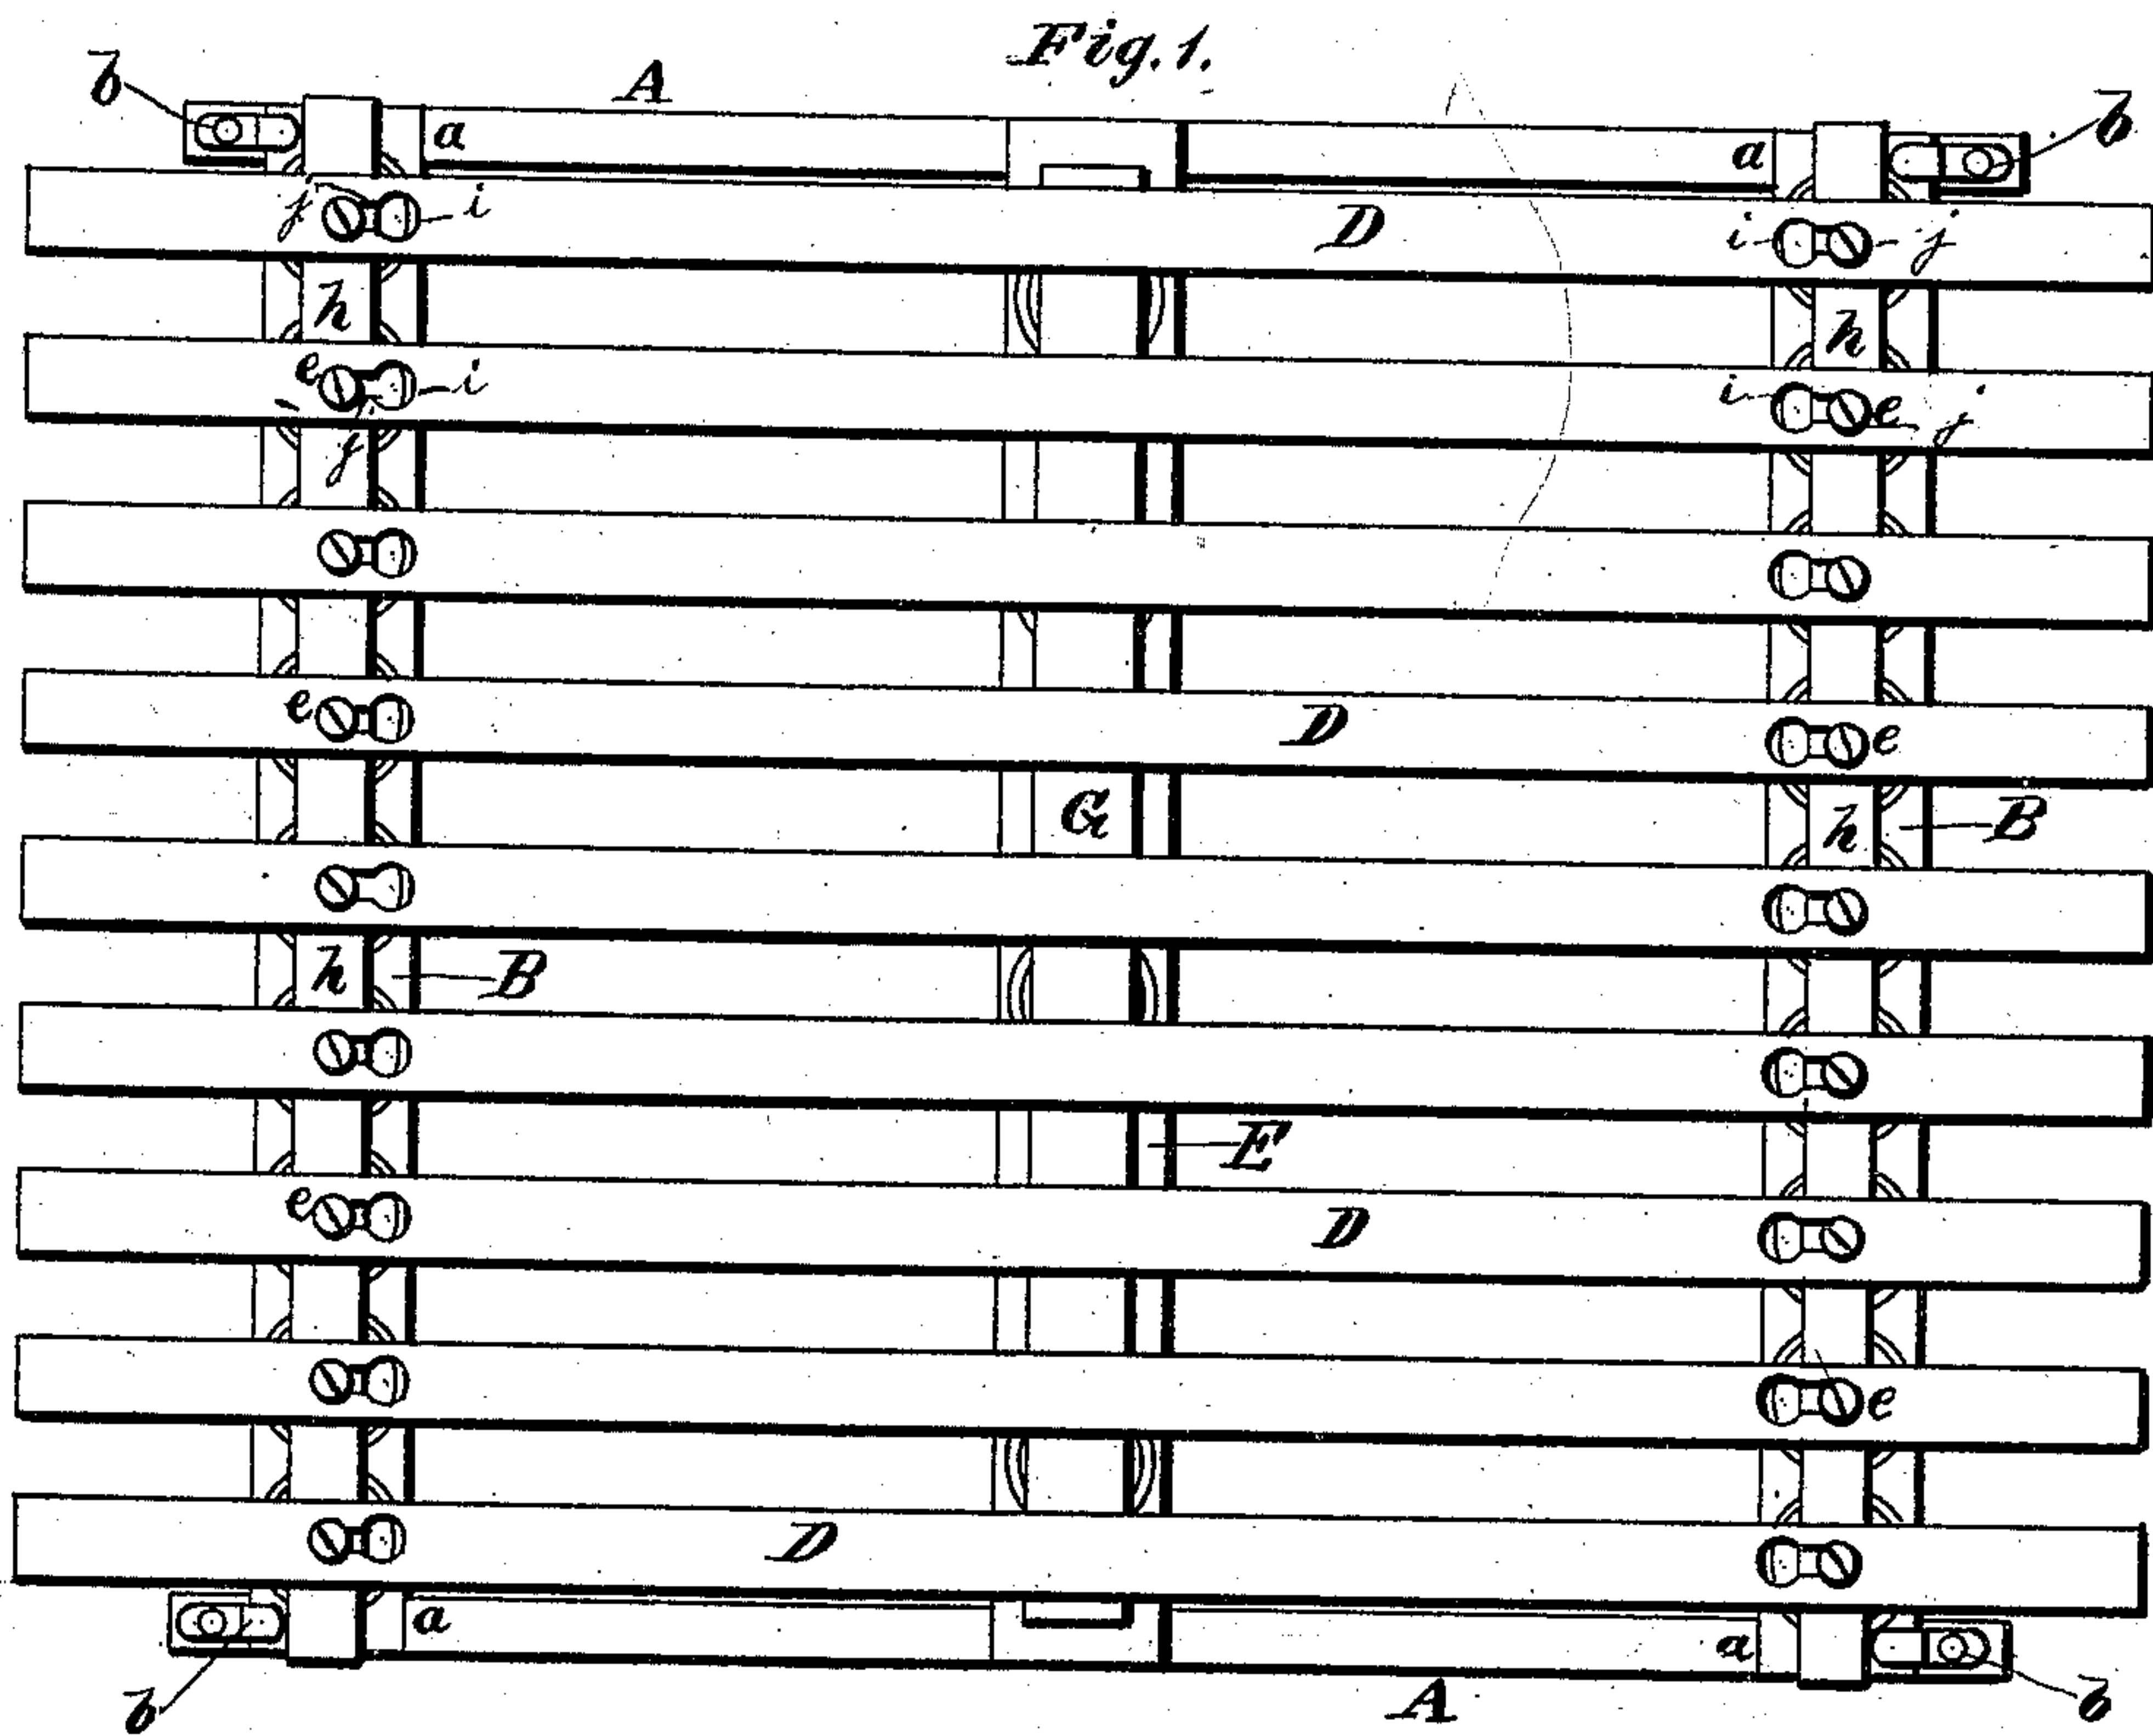 Fig. 1.
b A b
a a
j i D i j
h h
e i i e j
j
e D e
G h B
h B
E
e D
e
D
a a
b A b